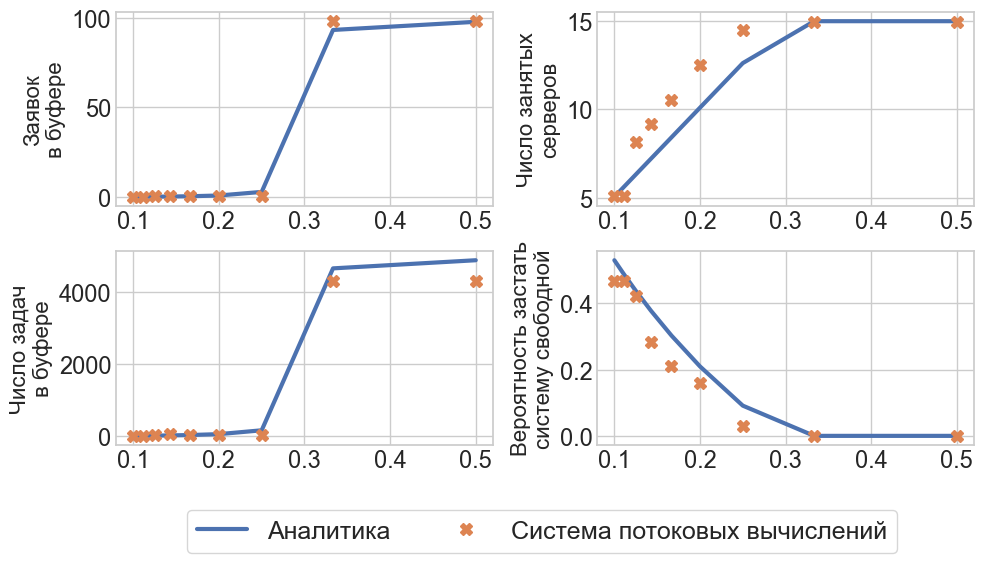 Заявок
в буфере
100
50
0
0.1 0.2 0.3 0.4 0.5
Число занятых
серверов
15
10
5
0.1 0.2 0.3 0.4 0.5
Число задач
в буфере
4000
2000
0
0.1 0.2 0.3 0.4 0.5
Вероятность застать
систему свободной
0.4
0.2
0.0
0.1 0.2 0.3 0.4 0.5
Аналитика
Система потоковых вычислений